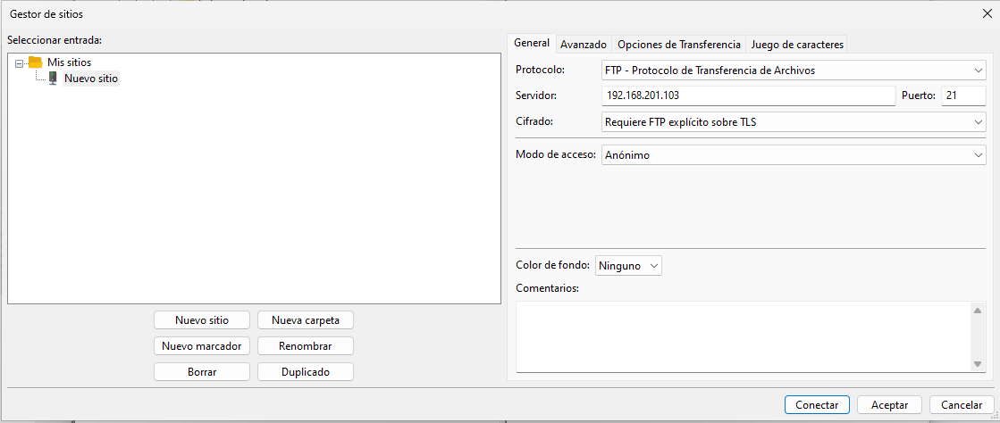 Gestor de sitios
Seleccionar entrada:
Mis sitios
Nuevo sitio
Nuevo sitio
Nueva carpeta
Nuevo marcador
Renombrar
Borrar
Duplicado
General
Avanzado
Opciones de Transferencia
Juego de caracteres
Protocolo:
FTP - Protocolo de Transferencia de Archivos
Servidor:
192.168.201.103
Puerto:
21
Cifrado:
Requiere FTP explícito sobre TLS
Modo de acceso:
Anónimo
Color de fondo:
Ninguno
Comentarios:
Conectar
Aceptar
Cancelar